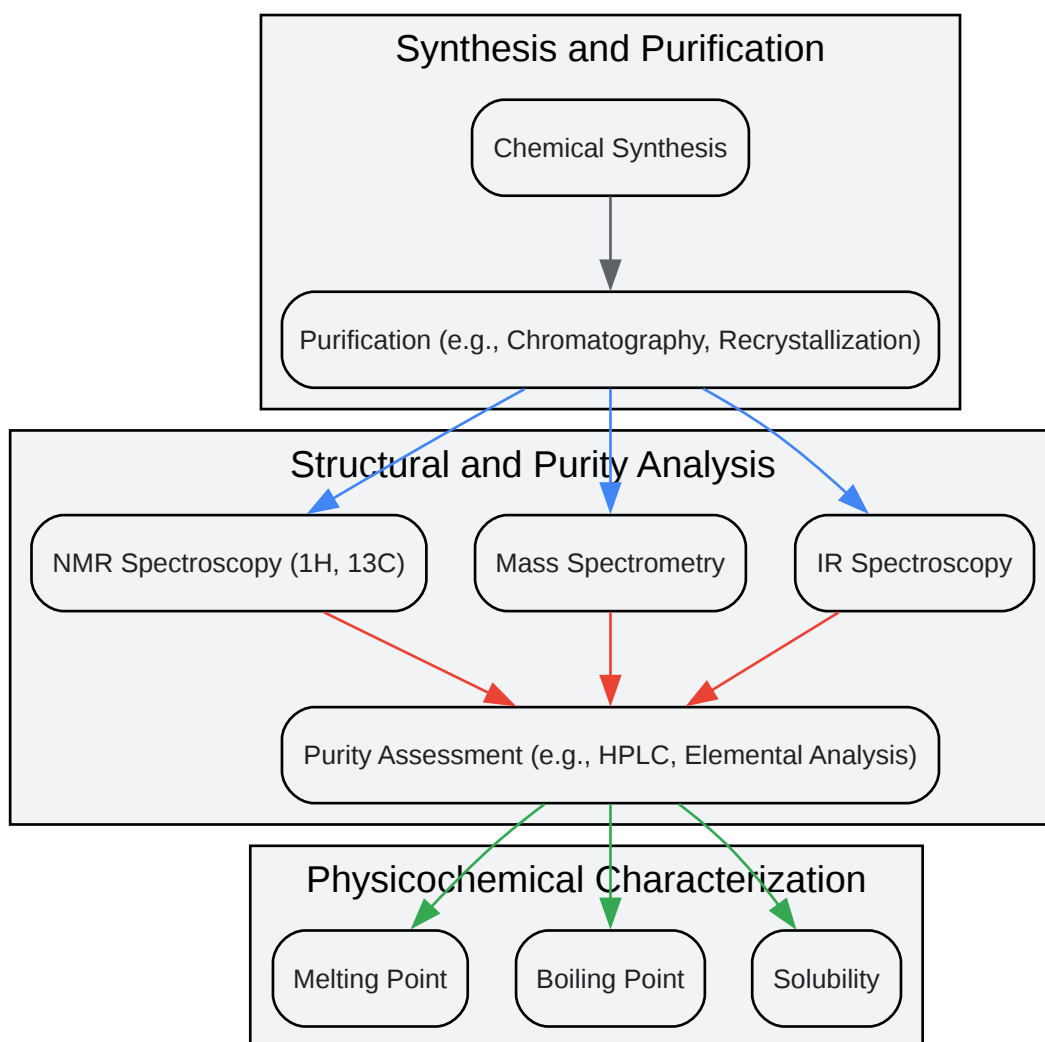 Synthesis and Purification
Chemical Synthesis
Purification (e.g., Chromatography, Recrystallization)
Structural and Purity Analysis
NMR Spectroscopy (1H, 13C)
Mass Spectrometry
IR Spectroscopy
Purity Assessment (e.g., HPLC, Elemental Analysis)
Physicochemical Characterization
Melting Point
Boiling Point
Solubility